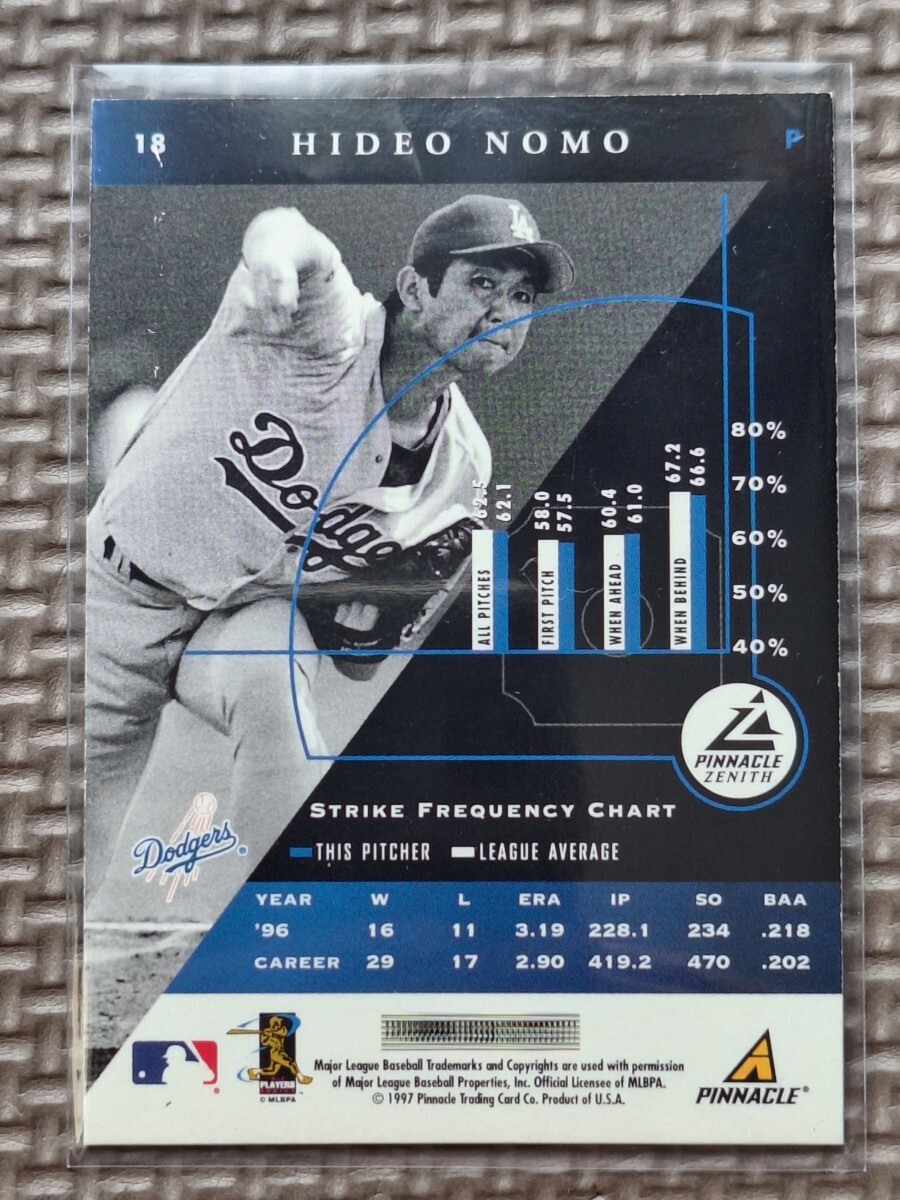 18 HIDEO NOMO P
LA
Dodgers
80%
70%
60%
50%
40%
62.5 62.1
58.0 57.5
60.4 61.0
67.2 66.6
ALL PITCHES
FIRST PITCH
WHEN AHEAD
WHEN BEHIND
PINNACLE
ZENITH
STRIKE FREQUENCY CHART
THIS PITCHER LEAGUE AVERAGE
Dodgers®
YEAR W L ERA IP SO BAA
'96 16 11 3.19 228.1 234 .218
CAREER 29 17 2.90 419.2 470 .202
PLAYERS
© MLBPA
Major League Baseball Trademarks and Copyrights are used with permission
of Major League Baseball Properties, Inc. Official Licensee of MLBPA.
© 1997 Pinnacle Trading Card Co. Product of U.S.A.
PINNACLE®